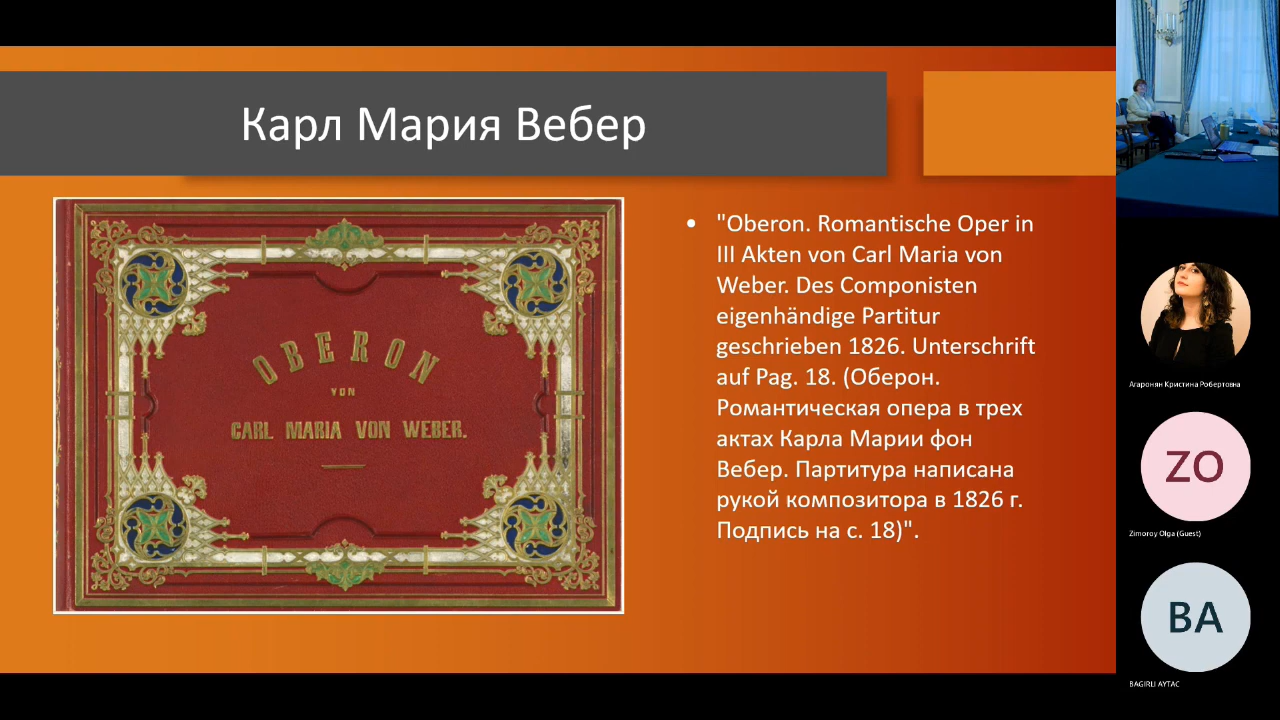 Карл Мария Вебер
OBERON
VON
CARL MARIA VON WEBER.
• "Oberon. Romantische Oper in
III Akten von Carl Maria von
Weber. Des Componisten
eigenhändige Partitur
geschrieben 1826. Unterschrift
auf Pag. 18. (Оберон.
Романтическая опера в трех
актах Карла Марии фон
Вебер. Партитура написана
рукой композитора в 1826 г.
Подпись на с. 18)".
Агаронян Кристина Робертовна
ZO
Zimoroy Olga (Guest)
BA
BAGIRLI AYTAC